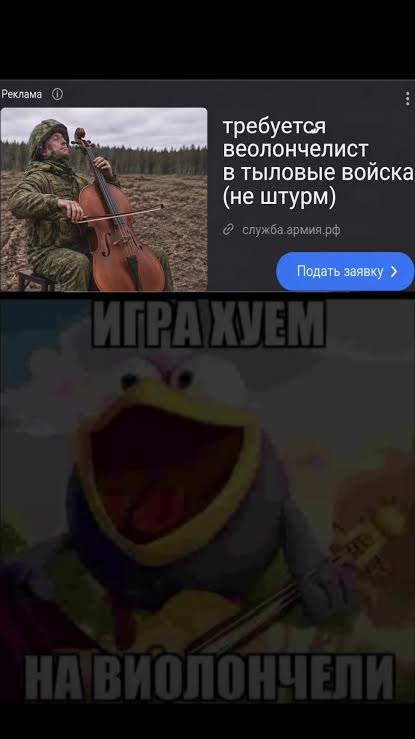 Реклама
требуется
веолончелист
в тыловые войска
(не штурм)
служба.армия.рф
Подать заявку
ИГРА ХУЕМ
НА ВИОЛОНЧЕЛИ